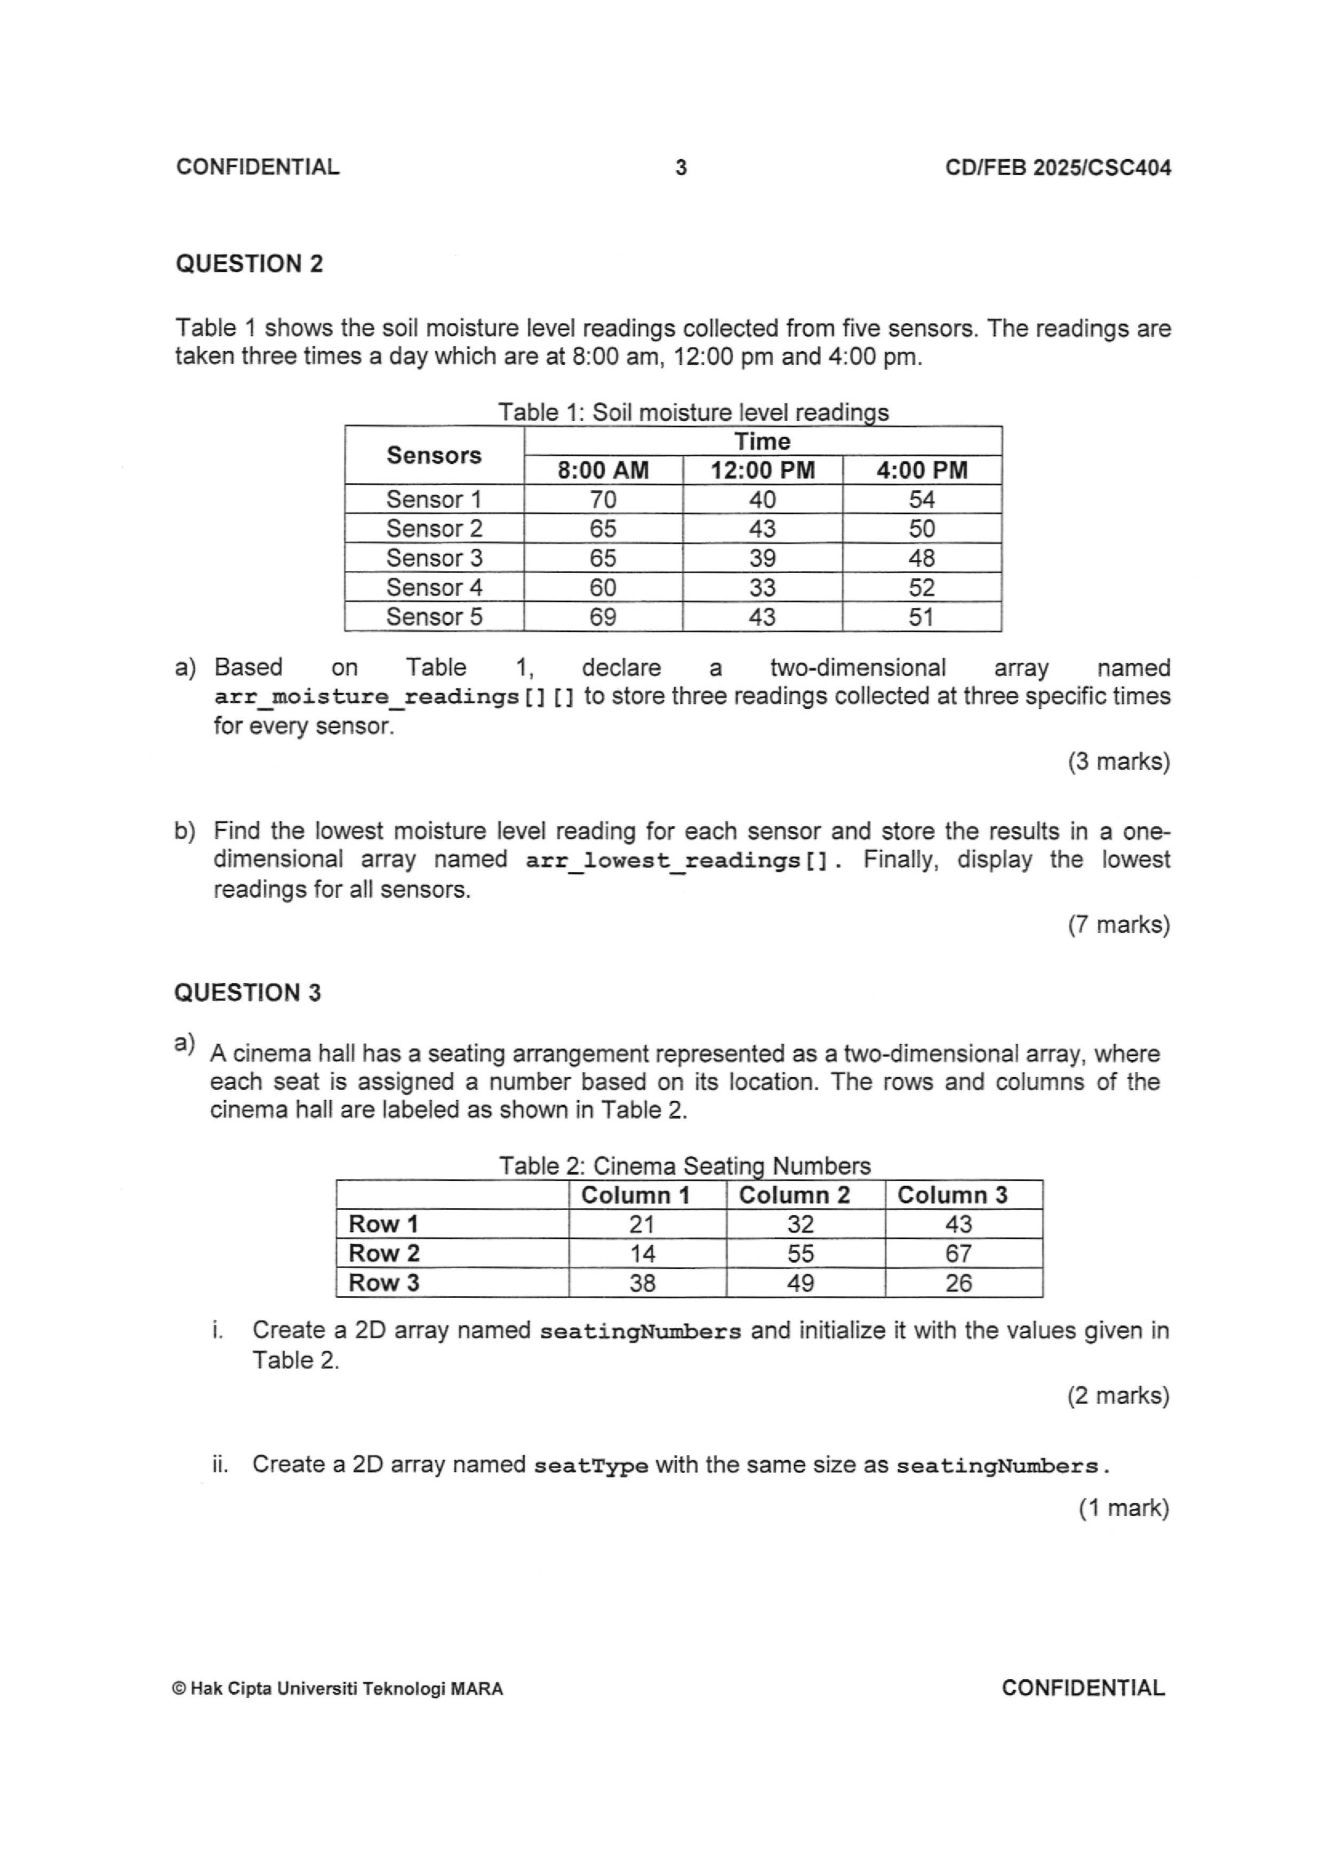 CONFIDENTIAL 3 CD/FEB 2025/CSC404
QUESTION 2
Table 1 shows the soil moisture level readings collected from five sensors. The readings are
taken three times a day which are at 8:00 am, 12:00 pm and 4:00 pm.
Table 1: Soil moisture level readings
Sensors Time
8:00 AM 12:00 PM 4:00 PM
Sensor 1 70 40 54
Sensor 2 65 43 50
Sensor 3 65 39 48
Sensor 4 60 33 52
Sensor 5 69 43 51
a) Based on Table 1, declare a two-dimensional array named
arr_moisture_readings[][] to store three readings collected at three specific times
for every sensor.
(3 marks)
b) Find the lowest moisture level reading for each sensor and store the results in a one-
dimensional array named arr_lowest_readings[]. Finally, display the lowest
readings for all sensors.
(7 marks)
QUESTION 3
a) A cinema hall has a seating arrangement represented as a two-dimensional array, where
each seat is assigned a number based on its location. The rows and columns of the
cinema hall are labeled as shown in Table 2.
Table 2: Cinema Seating Numbers
Column 1 Column 2 Column 3
Row 1 21 32 43
Row 2 14 55 67
Row 3 38 49 26
i. Create a 2D array named seatingNumbers and initialize it with the values given in
Table 2.
(2 marks)
ii. Create a 2D array named seatType with the same size as seatingNumbers.
(1 mark)
© Hak Cipta Universiti Teknologi MARA CONFIDENTIAL